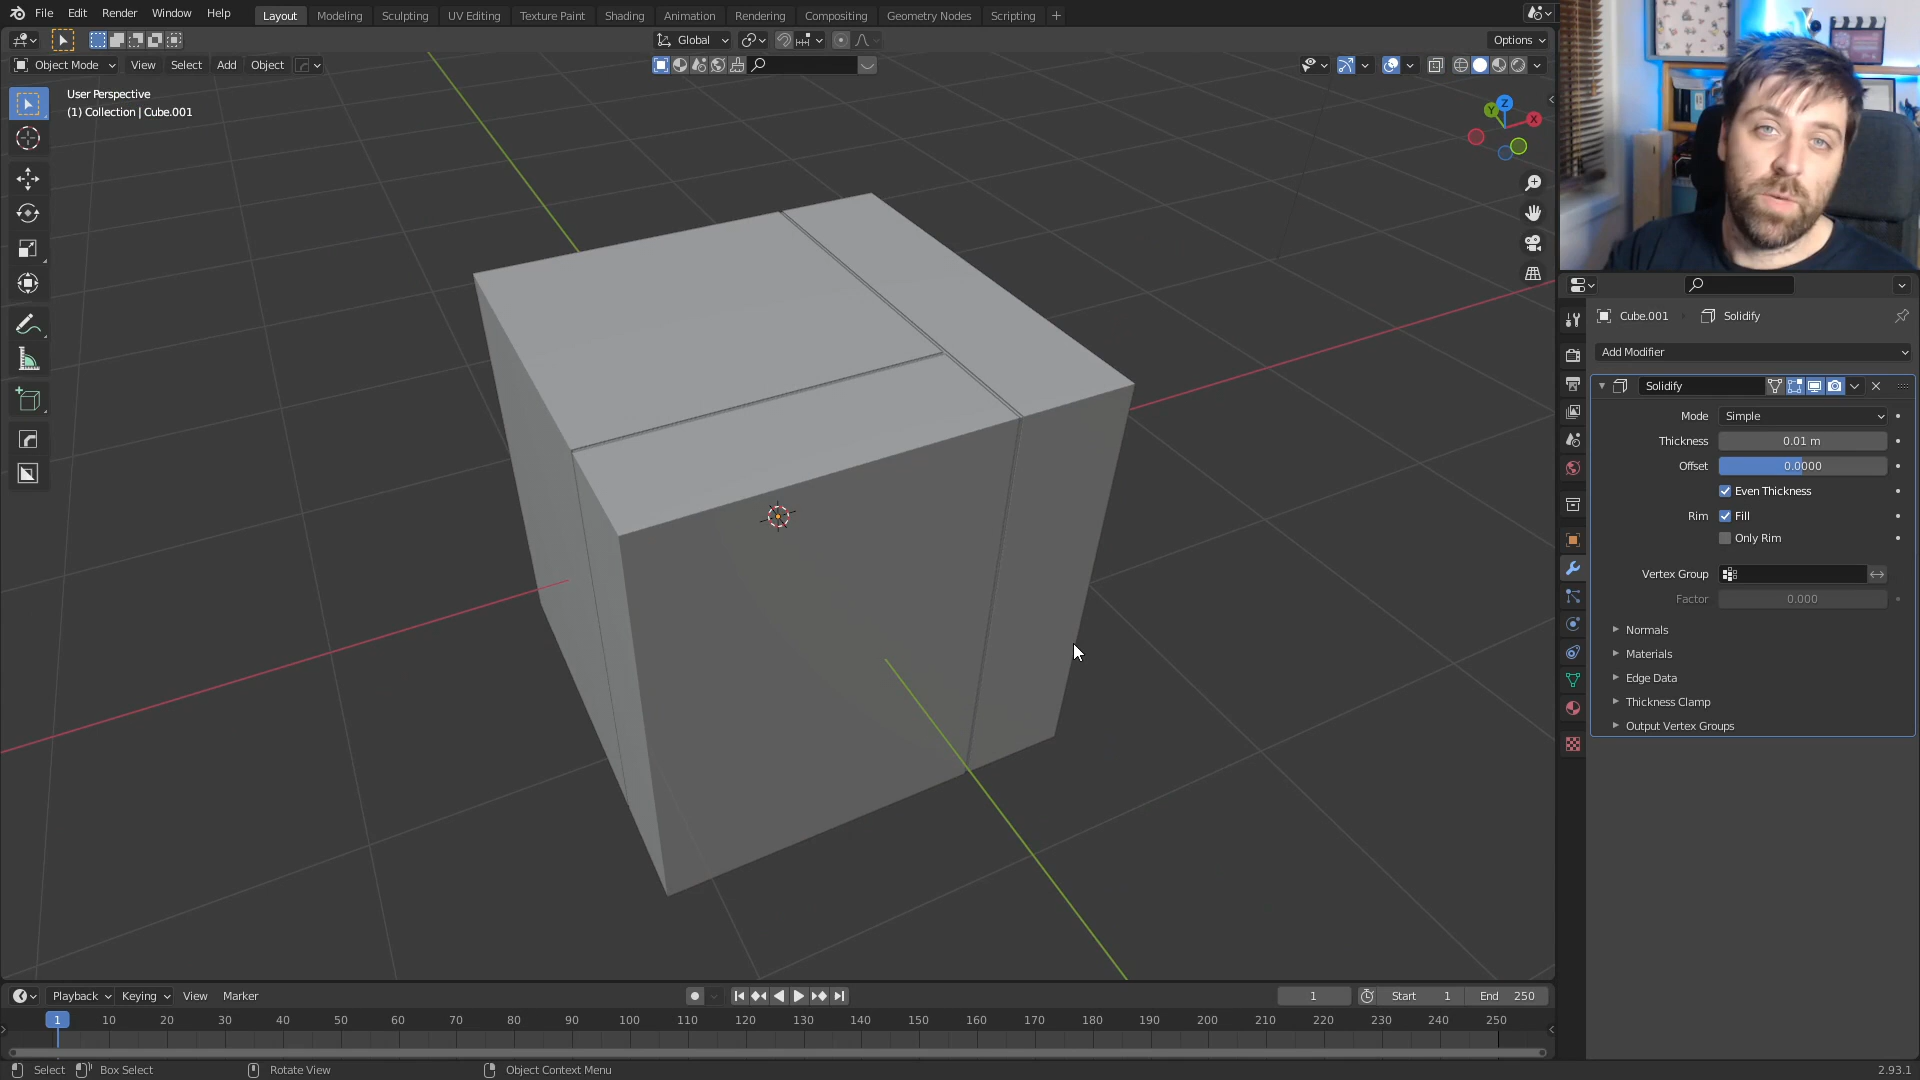 File Edit Render Window Help Layout Modeling Sculpting UV Editing Texture Paint Shading Animation Rendering Compositing Geometry Nodes Scripting +
Global Options
Object Mode View Select Add Object
User Perspective
(1) Collection | Cube.001
Z
Y
X
Cube.001 Solidify
Add Modifier
Solidify
Mode Simple
Thickness 0.01 m
Offset 0.0000
Even Thickness
Rim Fill
Only Rim
Vertex Group
Factor 0.000
Normals
Materials
Edge Data
Thickness Clamp
Output Vertex Groups
Playback Keying View Marker 1 Start 1 End 250
1 10 20 30 40 50 60 70 80 90 100 110 120 130 140 150 160 170 180 190 200 210 220 230 240 250
Select Box Select Rotate View Object Context Menu 2.93.1